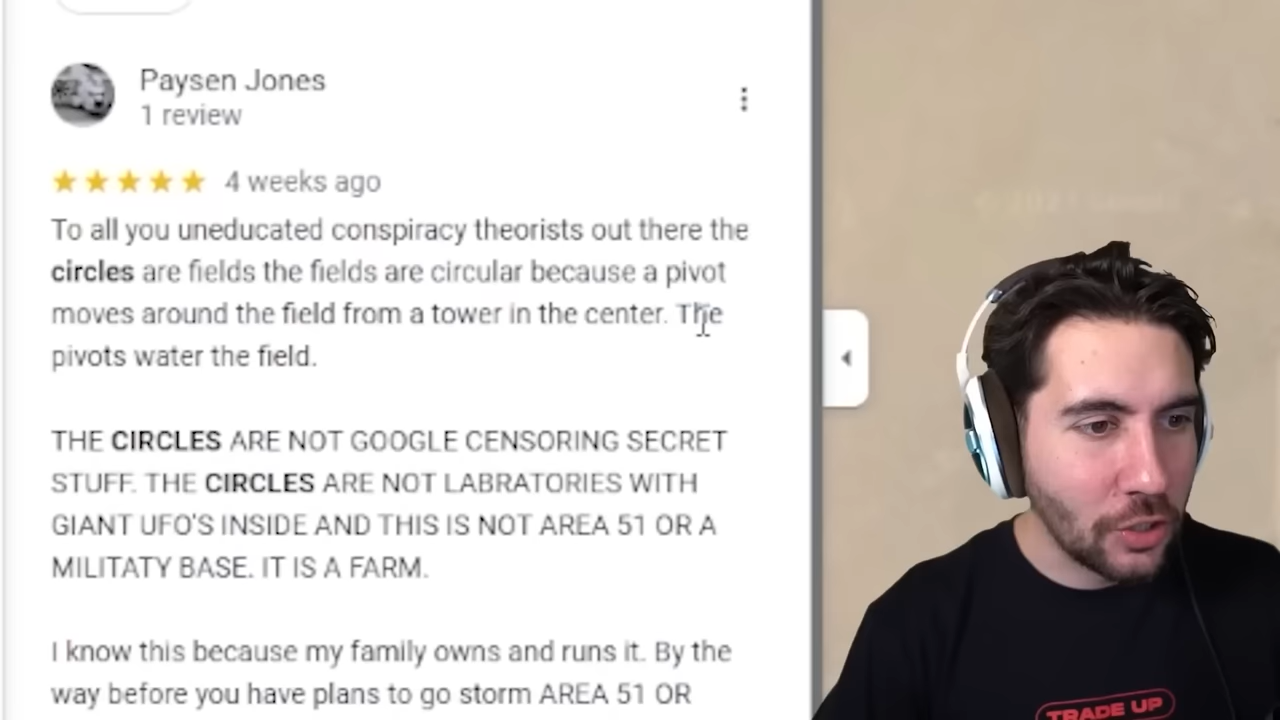 Paysen Jones
1 review
4 weeks ago
To all you uneducated conspiracy theorists out there the
circles are fields the fields are circular because a pivot
moves around the field from a tower in the center. The
pivots water the field.
THE CIRCLES ARE NOT GOOGLE CENSORING SECRET
STUFF. THE CIRCLES ARE NOT LABRATORIES WITH
GIANT UFO'S INSIDE AND THIS IS NOT AREA 51 OR A
MILITATY BASE. IT IS A FARM.
I know this because my family owns and runs it. By the
way before you have plans to go storm AREA 51 OR
TRADE UP